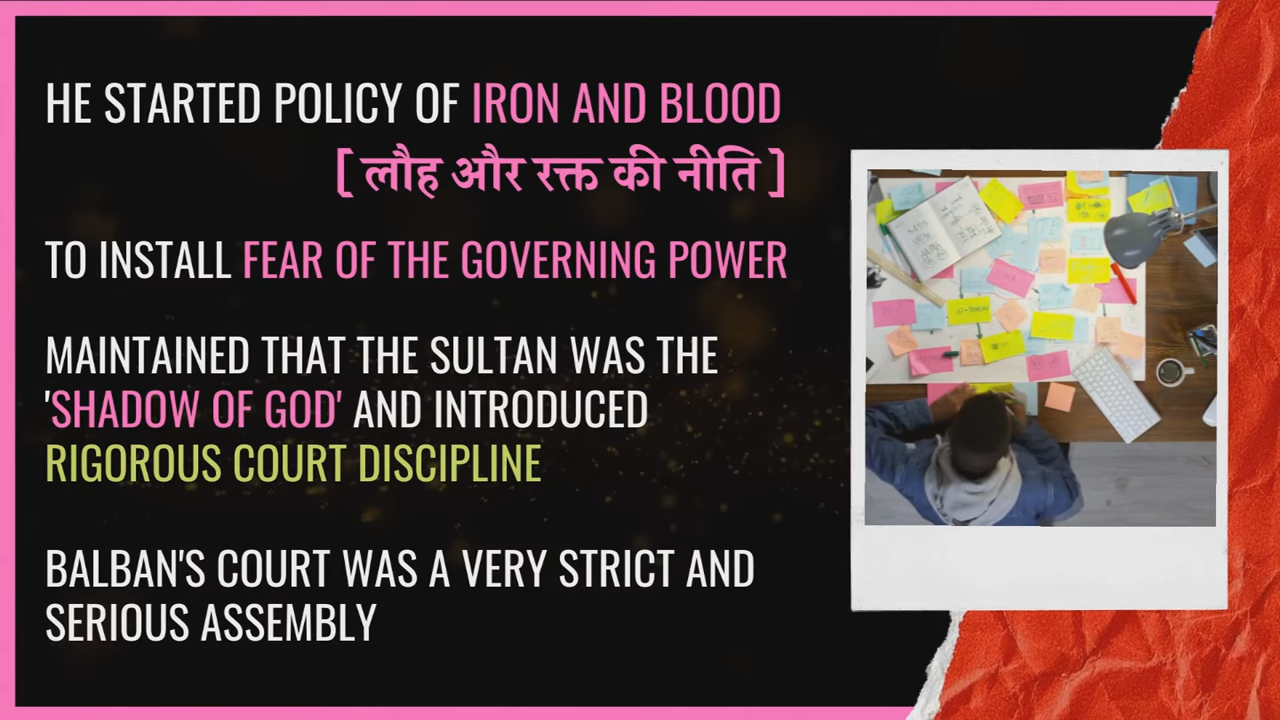 HE STARTED POLICY OF IRON AND BLOOD
[ लौह और रक्त की नीति ]
TO INSTALL FEAR OF THE GOVERNING POWER
MAINTAINED THAT THE SULTAN WAS THE
'SHADOW OF GOD' AND INTRODUCED
RIGOROUS COURT DISCIPLINE
BALBAN'S COURT WAS A VERY STRICT AND
SERIOUS ASSEMBLY